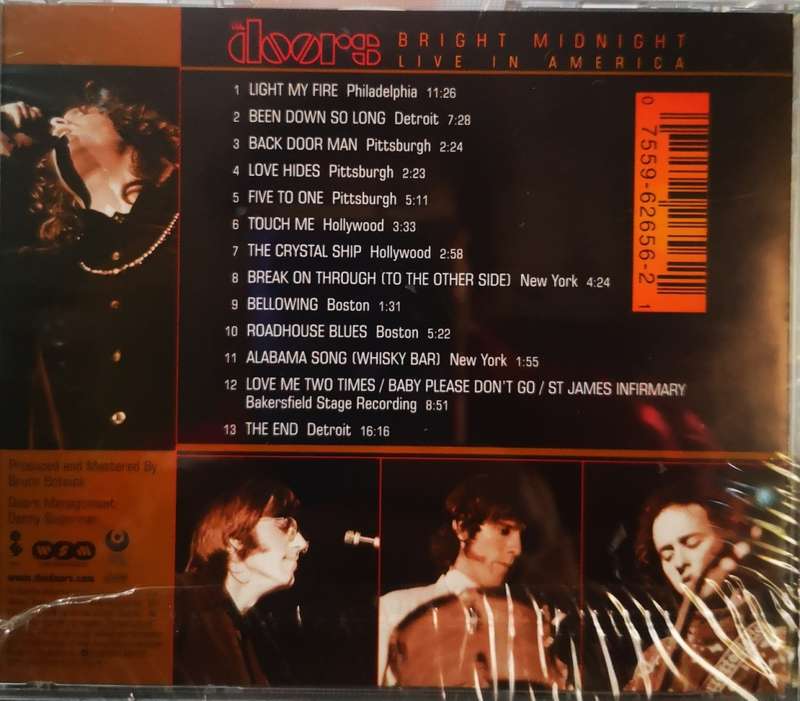 the doors BRIGHT MIDNIGHT
LIVE IN AMERICA
1 LIGHT MY FIRE Philadelphia 11:26
2 BEEN DOWN SO LONG Detroit 7:28
3 BACK DOOR MAN Pittsburgh 2:24
4 LOVE HIDES Pittsburgh 2:23
5 FIVE TO ONE Pittsburgh 5:11
6 TOUCH ME Hollywood 3:33
7 THE CRYSTAL SHIP Hollywood 2:58
8 BREAK ON THROUGH (TO THE OTHER SIDE) New York 4:24
9 BELLOWING Boston 1:31
10 ROADHOUSE BLUES Boston 5:22
11 ALABAMA SONG (WHISKY BAR) New York 1:55
12 LOVE ME TWO TIMES / BABY PLEASE DON'T GO / ST JAMES INFIRMARY
Bakersfield Stage Recording 8:51
13 THE END Detroit 16:16
0 7559-62656-2 1
Produced and Mastered By
Bruce Botnick
Doors Management:
Danny Sugerman
WSM
www.thedoors.com